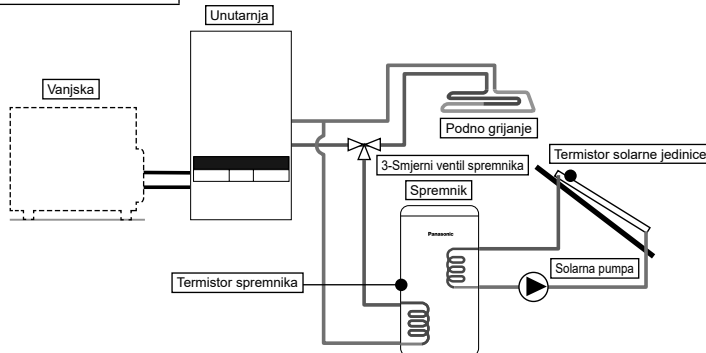 Unutarnja
Vanjska
Podno grijanje
Termistor solarne jedinice
3-Smjerni ventil spremnika
Spremnik
Panasonic
Solarna pumpa
Termistor spremnika